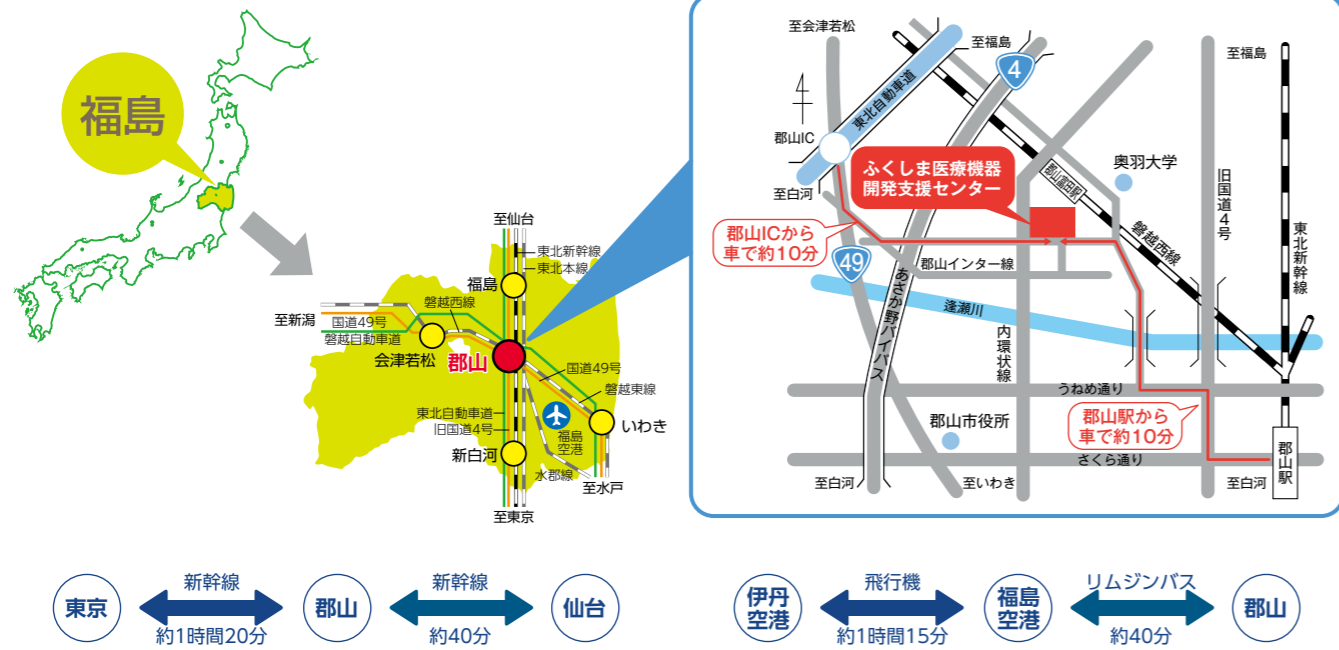 福島
至仙台
東北新幹線
東北本線
福島
磐越西線
至新潟
国道49号
磐越自動車道
会津若松
郡山
国道49号
磐越東線
東北自動車道
旧国道4号
福島
空港
いわき
新白河
水郡線
至水戸
至東京
至会津若松
至福島
4
至福島
東北自動車道
郡山IC
至白河
ふくしま医療機器
開発支援センター
郡山富田駅
奥羽大学
旧国道4号
東北新幹線
磐越西線
郡山ICから
車で約10分
49
郡山インター線
あさか野バイパス
逢瀬川
内環状線
うねめ通り
郡山市役所
郡山駅から
車で約10分
さくら通り
郡山駅
至白河
至いわき
至白河
東京
新幹線
約1時間20分
郡山
新幹線
約40分
仙台
伊丹
空港
飛行機
約1時間15分
福島
空港
リムジンバス
約40分
郡山